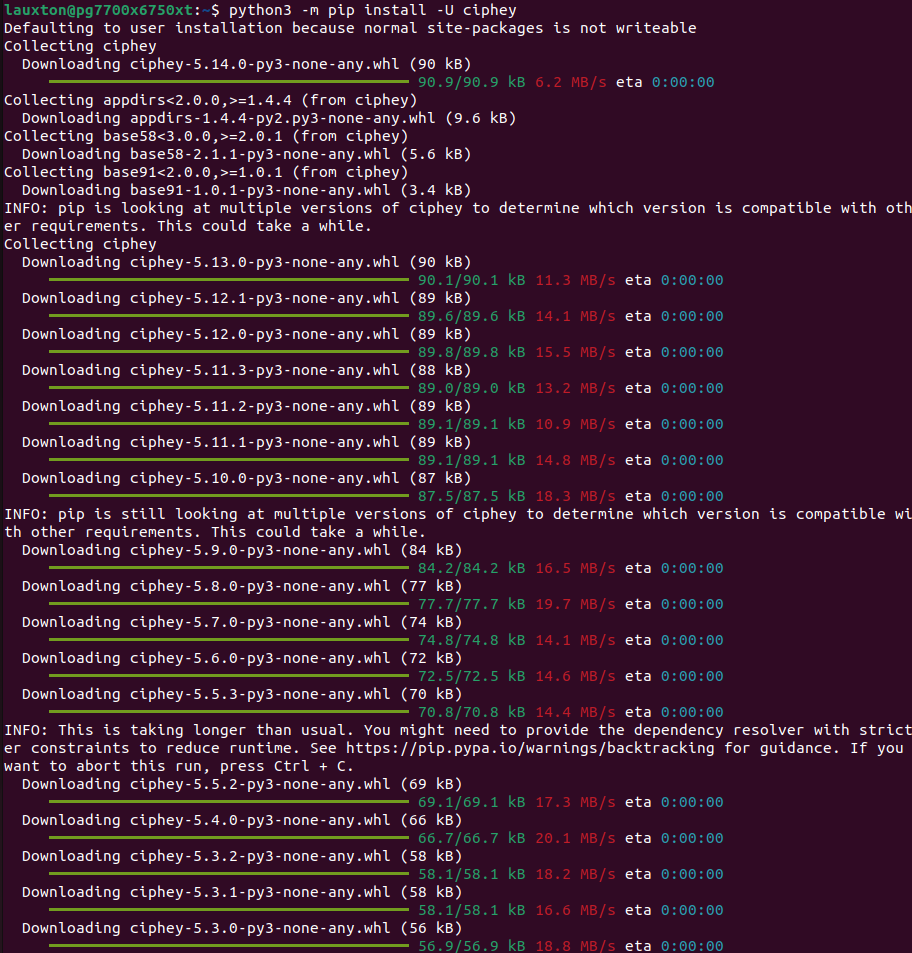 lauxton@pg7700x6750xt:~$ python3 -m pip install -U ciphey
Defaulting to user installation because normal site-packages is not writeable
Collecting ciphey
  Downloading ciphey-5.14.0-py3-none-any.whl (90 kB)
     90.9/90.9 kB 6.2 MB/s eta 0:00:00
Collecting appdirs<2.0.0,>=1.4.4 (from ciphey)
  Downloading appdirs-1.4.4-py2.py3-none-any.whl (9.6 kB)
Collecting base58<3.0.0,>=2.0.1 (from ciphey)
  Downloading base58-2.1.1-py3-none-any.whl (5.6 kB)
Collecting base91<2.0.0,>=1.0.1 (from ciphey)
  Downloading base91-1.0.1-py3-none-any.whl (3.4 kB)
INFO: pip is looking at multiple versions of ciphey to determine which version is compatible with oth
er requirements. This could take a while.
Collecting ciphey
  Downloading ciphey-5.13.0-py3-none-any.whl (90 kB)
     90.1/90.1 kB 11.3 MB/s eta 0:00:00
  Downloading ciphey-5.12.1-py3-none-any.whl (89 kB)
     89.6/89.6 kB 14.1 MB/s eta 0:00:00
  Downloading ciphey-5.12.0-py3-none-any.whl (89 kB)
     89.8/89.8 kB 15.5 MB/s eta 0:00:00
  Downloading ciphey-5.11.3-py3-none-any.whl (88 kB)
     89.0/89.0 kB 13.2 MB/s eta 0:00:00
  Downloading ciphey-5.11.2-py3-none-any.whl (89 kB)
     89.1/89.1 kB 10.9 MB/s eta 0:00:00
  Downloading ciphey-5.11.1-py3-none-any.whl (89 kB)
     89.1/89.1 kB 14.8 MB/s eta 0:00:00
  Downloading ciphey-5.10.0-py3-none-any.whl (87 kB)
     87.5/87.5 kB 18.3 MB/s eta 0:00:00
INFO: pip is still looking at multiple versions of ciphey to determine which version is compatible wi
th other requirements. This could take a while.
  Downloading ciphey-5.9.0-py3-none-any.whl (84 kB)
     84.2/84.2 kB 16.5 MB/s eta 0:00:00
  Downloading ciphey-5.8.0-py3-none-any.whl (77 kB)
     77.7/77.7 kB 19.7 MB/s eta 0:00:00
  Downloading ciphey-5.7.0-py3-none-any.whl (74 kB)
     74.8/74.8 kB 14.1 MB/s eta 0:00:00
  Downloading ciphey-5.6.0-py3-none-any.whl (72 kB)
     72.5/72.5 kB 14.6 MB/s eta 0:00:00
  Downloading ciphey-5.5.3-py3-none-any.whl (70 kB)
     70.8/70.8 kB 14.4 MB/s eta 0:00:00
INFO: This is taking longer than usual. You might need to provide the dependency resolver with strict
er constraints to reduce runtime. See https://pip.pypa.io/warnings/backtracking for guidance. If you
want to abort this run, press Ctrl + C.
  Downloading ciphey-5.5.2-py3-none-any.whl (69 kB)
     69.1/69.1 kB 17.3 MB/s eta 0:00:00
  Downloading ciphey-5.4.0-py3-none-any.whl (66 kB)
     66.7/66.7 kB 20.1 MB/s eta 0:00:00
  Downloading ciphey-5.3.2-py3-none-any.whl (58 kB)
     58.1/58.1 kB 18.2 MB/s eta 0:00:00
  Downloading ciphey-5.3.1-py3-none-any.whl (58 kB)
     58.1/58.1 kB 16.6 MB/s eta 0:00:00
  Downloading ciphey-5.3.0-py3-none-any.whl (56 kB)
     56.9/56.9 kB 18.8 MB/s eta 0:00:00